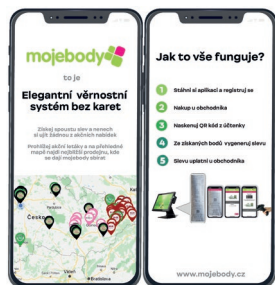 mojebody
to je
Elegantní věrnostní
systém bez karet
Získej spoustu slev a nenech
si ujít žádnou z akčních nabídek
Prohlížej akční letáky a na přehledné
mapě najdi nejbližší prodejnu, kde
se dají mojebody sbírat
Česko
Wien
Bratislava
Jak to vše funguje?
1 Stáhni si aplikaci a registruj se
2 Nakup u obchodníka
3 Naskenuj QR kód z účtenky
4 Ze získaných bodů vygeneruj slevu
5 Slevu uplatni u obchodníka
www.mojebody.cz